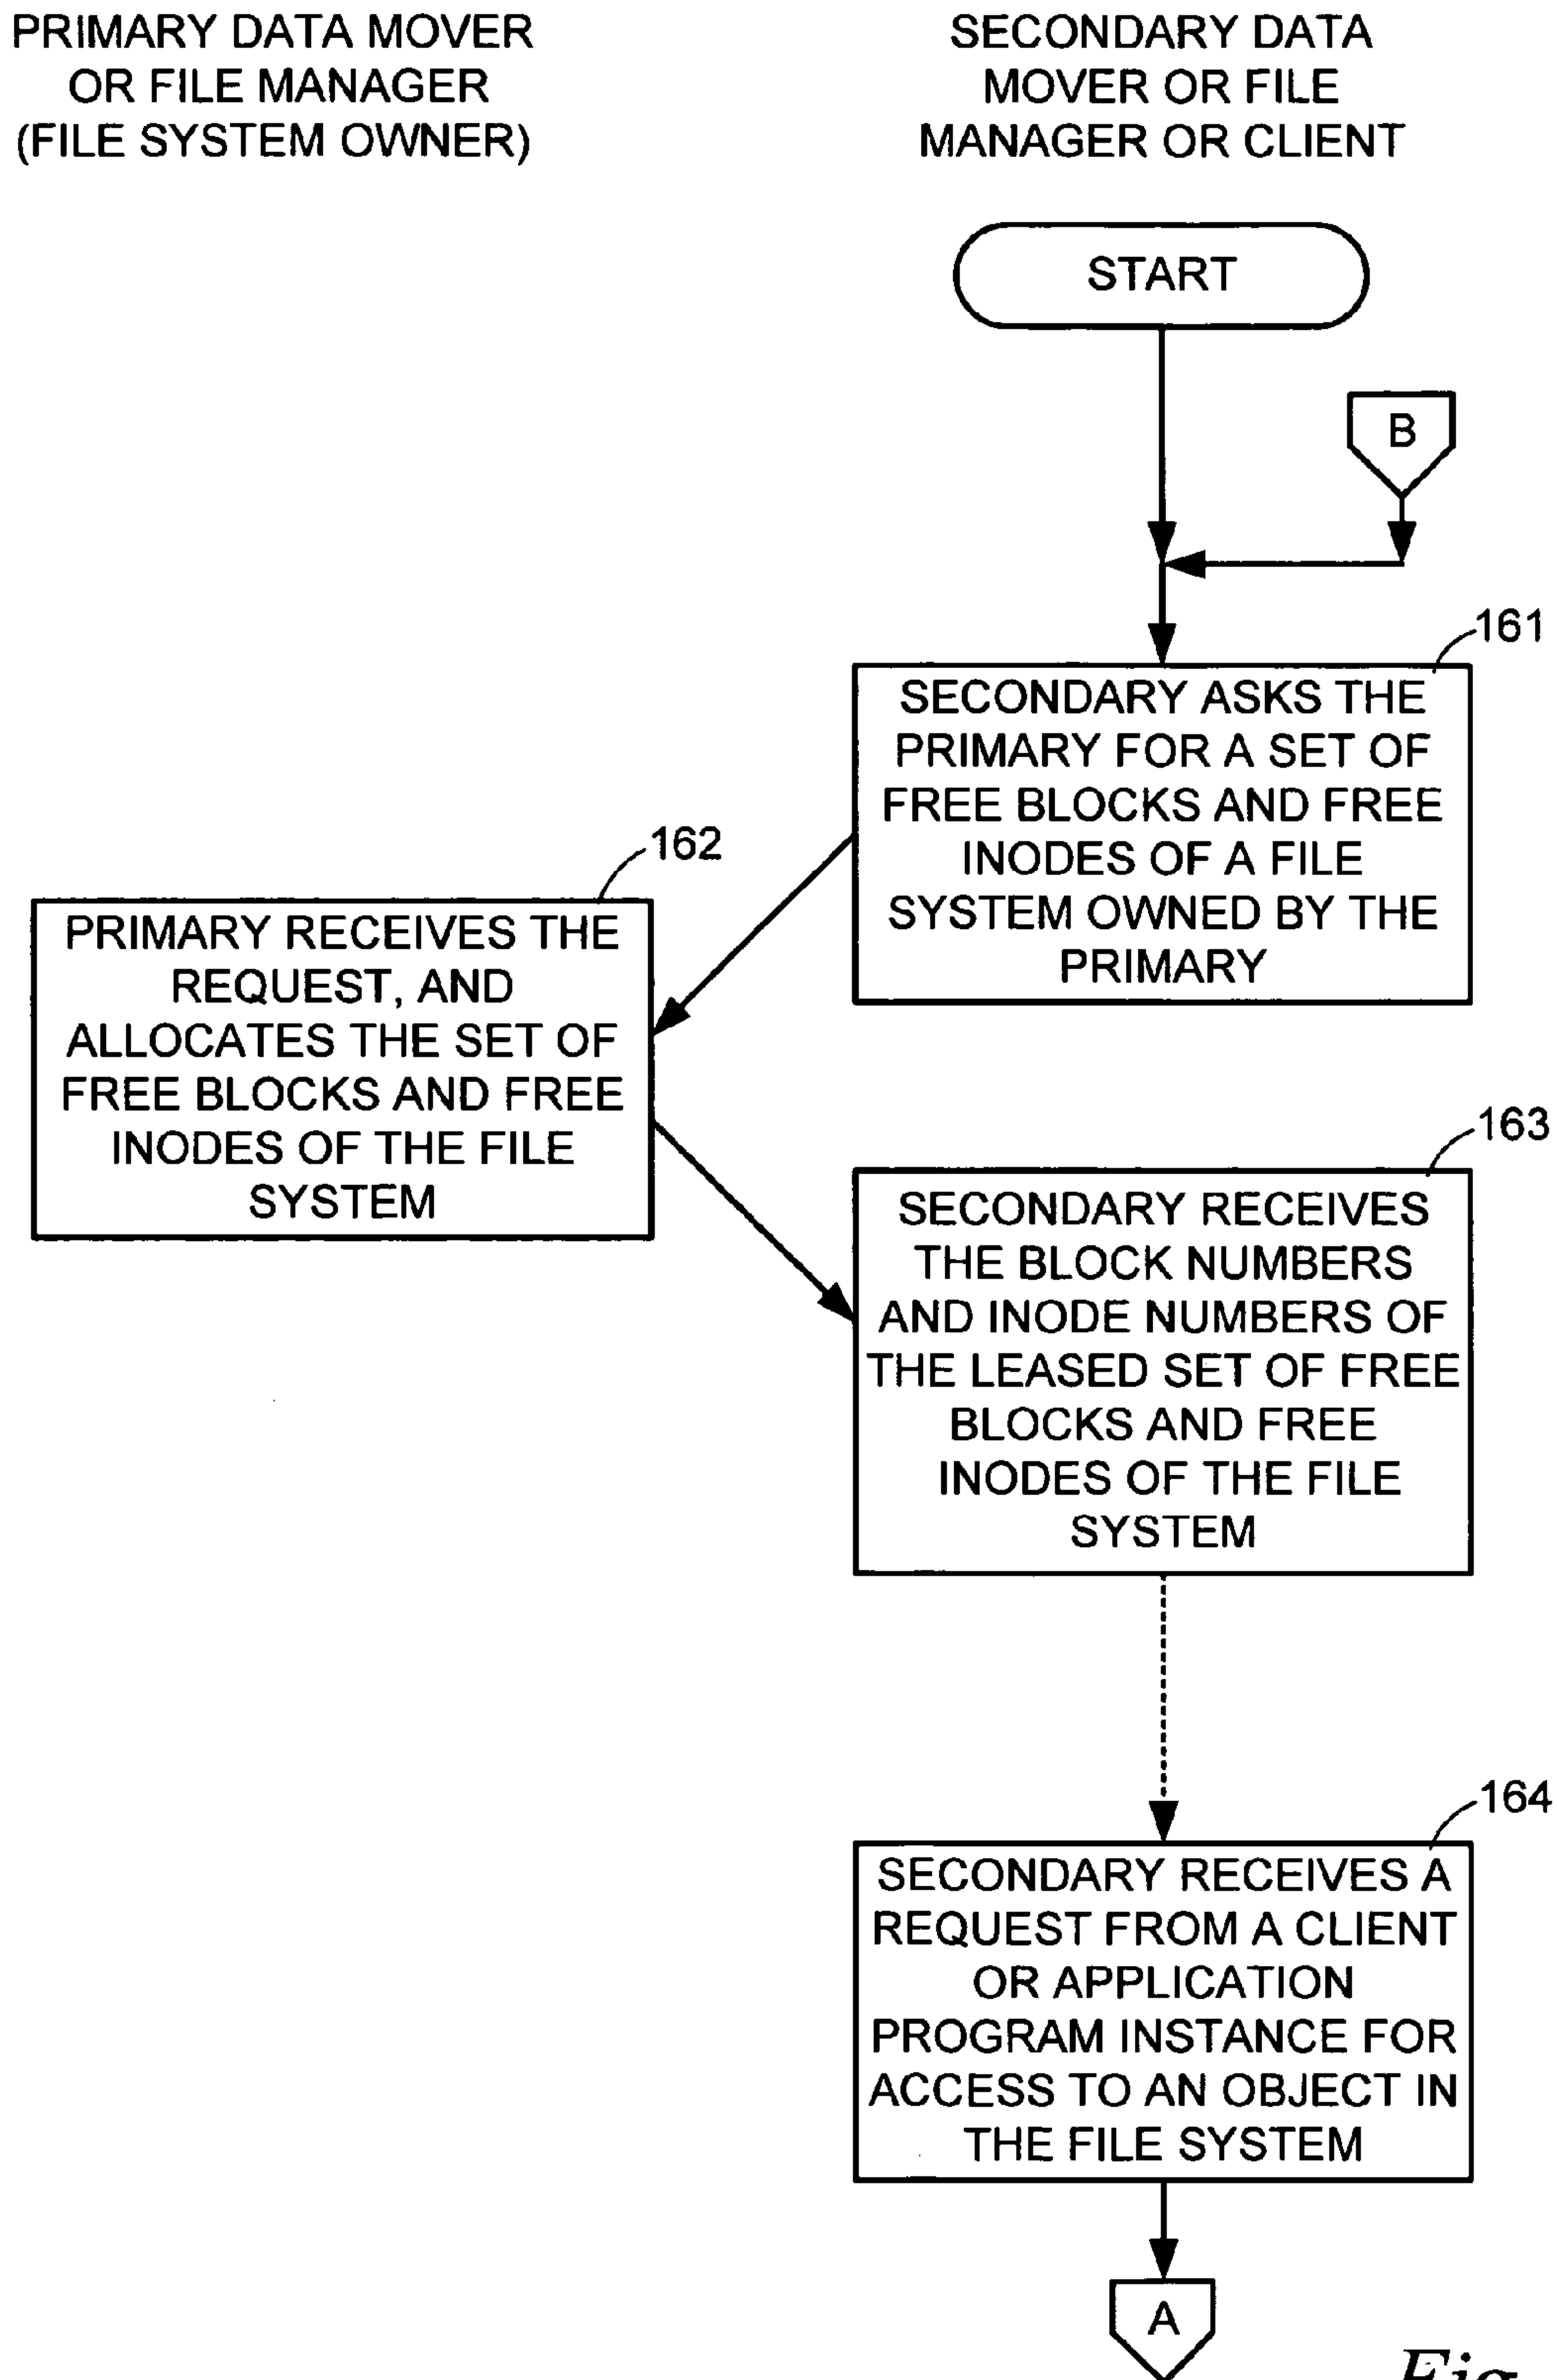 PRIMARY DATA MOVER
OR FILE MANAGER
(FILE SYSTEM OWNER)
SECONDARY DATA
MOVER OR FILE
MANAGER OR CLIENT
START
B
161
SECONDARY ASKS THE
PRIMARY FOR A SET OF
FREE BLOCKS AND FREE
INODES OF A FILE
SYSTEM OWNED BY THE
PRIMARY
162
PRIMARY RECEIVES THE
REQUEST, AND
ALLOCATES THE SET OF
FREE BLOCKS AND FREE
INODES OF THE FILE
SYSTEM
163
SECONDARY RECEIVES
THE BLOCK NUMBERS
AND INODE NUMBERS OF
THE LEASED SET OF FREE
BLOCKS AND FREE
INODES OF THE FILE
SYSTEM
164
SECONDARY RECEIVES A
REQUEST FROM A CLIENT
OR APPLICATION
PROGRAM INSTANCE FOR
ACCESS TO AN OBJECT IN
THE FILE SYSTEM
A
Fig